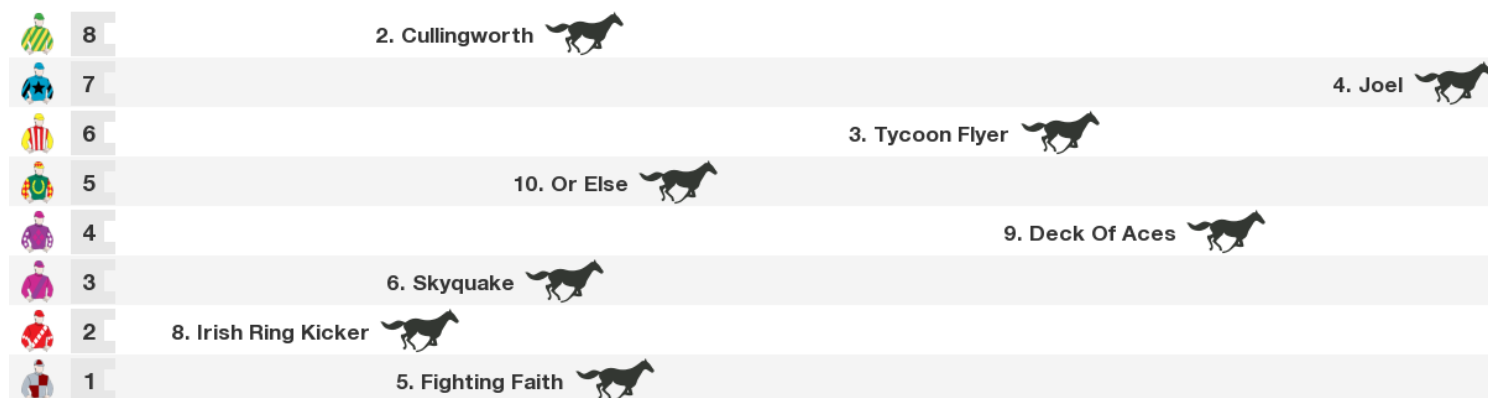 8 2. Cullingworth
7 4. Joel
6 3. Tycoon Flyer
5 10. Or Else
4 9. Deck Of Aces
3 6. Skyquake
2 8. Irish Ring Kicker
1 5. Fighting Faith